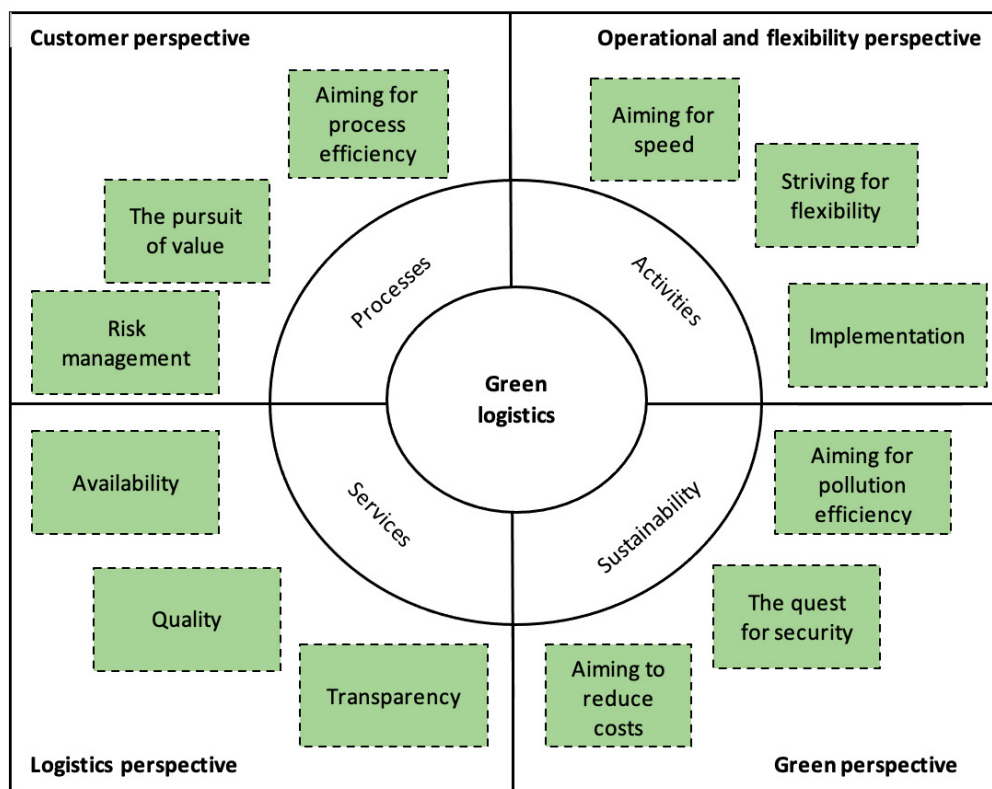 Customer perspective
Operational and flexibility perspective
Aiming for
process
efficiency
The pursuit
of value
Risk
management
Processes
Aiming for
speed
Striving for
flexibility
Implementation
Activities
Green
logistics
Availability
Quality
Transparency
Services
Logistics perspective
Sustainability
Aiming for
pollution
efficiency
The quest
for security
Aiming to
reduce
costs
Green perspective